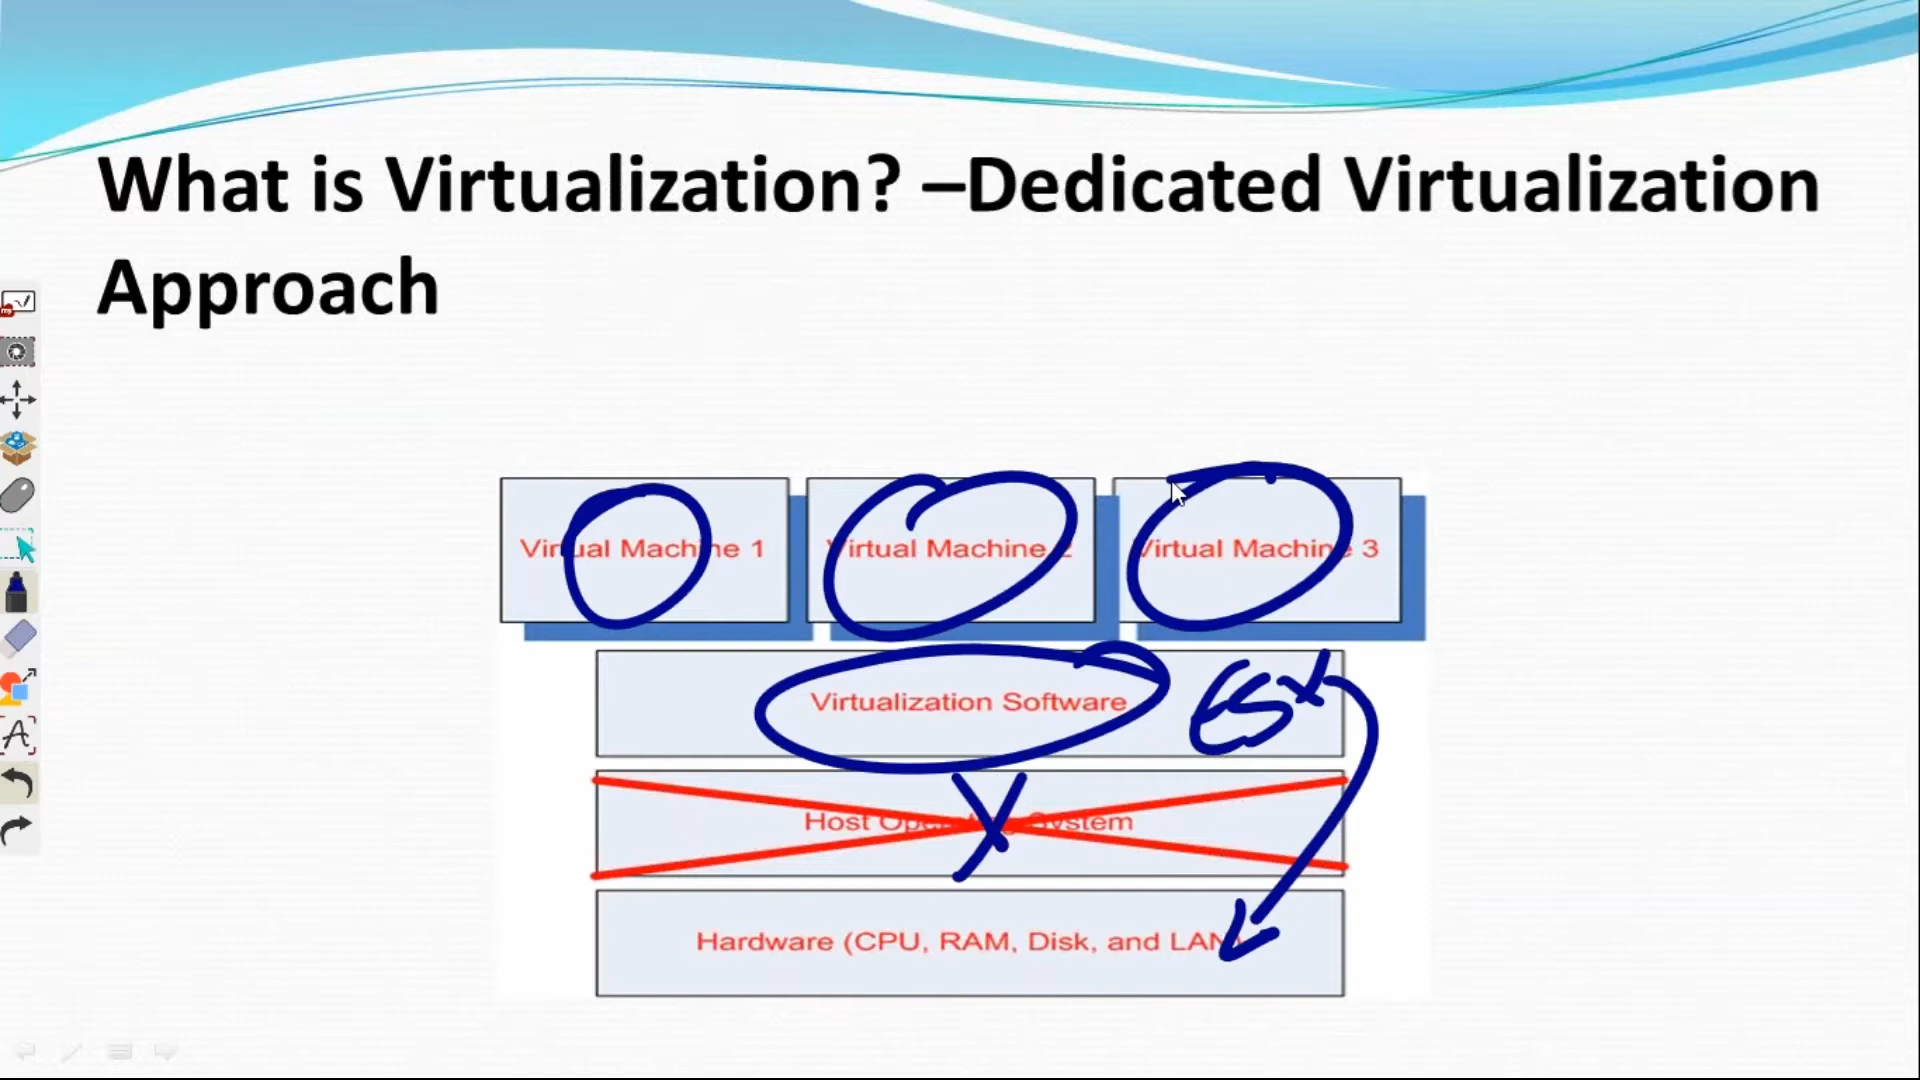 What is Virtualization? –Dedicated Virtualization
Approach
Virtual Machine 1
Virtual Machine 2
Virtual Machine 3
Virtualization Software
ESX
Host Operating System
Hardware (CPU, RAM, Disk, and LAN)